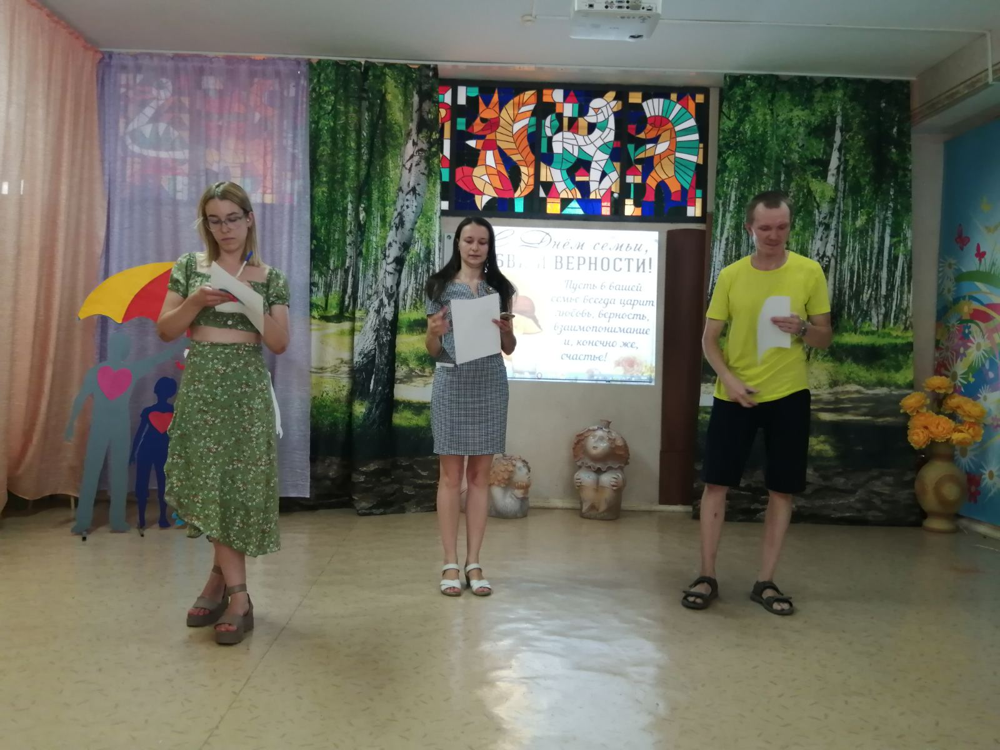 С Днём семьи,
И ВЕРНОСТИ!
Пусть в вашей
семье всегда царит
любовь, верность,
взаимопонимание
и, конечно же,
счастье!